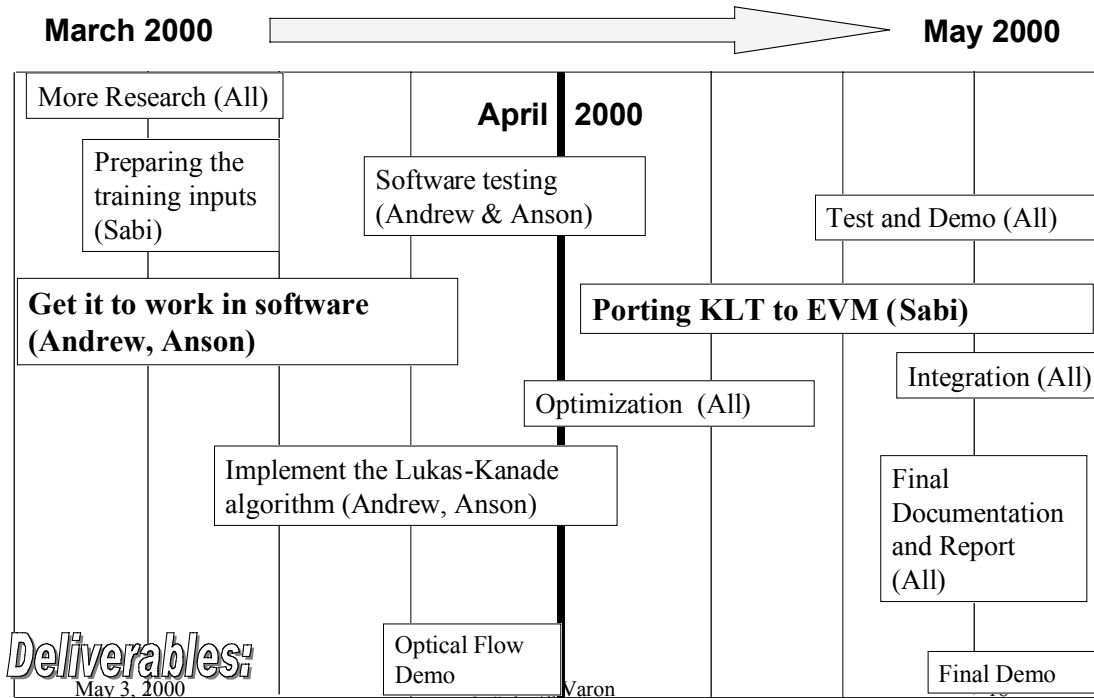 March 2000
May 2000
More Research (All)
April 2000
Preparing the
training inputs
(Sabi)
Software testing
(Andrew & Anson)
Test and Demo (All)
Get it to work in software
(Andrew, Anson)
Porting KLT to EVM (Sabi)
Integration (All)
Optimization (All)
Implement the Lukas-Kanade
algorithm (Andrew, Anson)
Final
Documentation
and Report
(All)
Deliverables:
Optical Flow
Demo
Final Demo
May 3, 2000
Varon